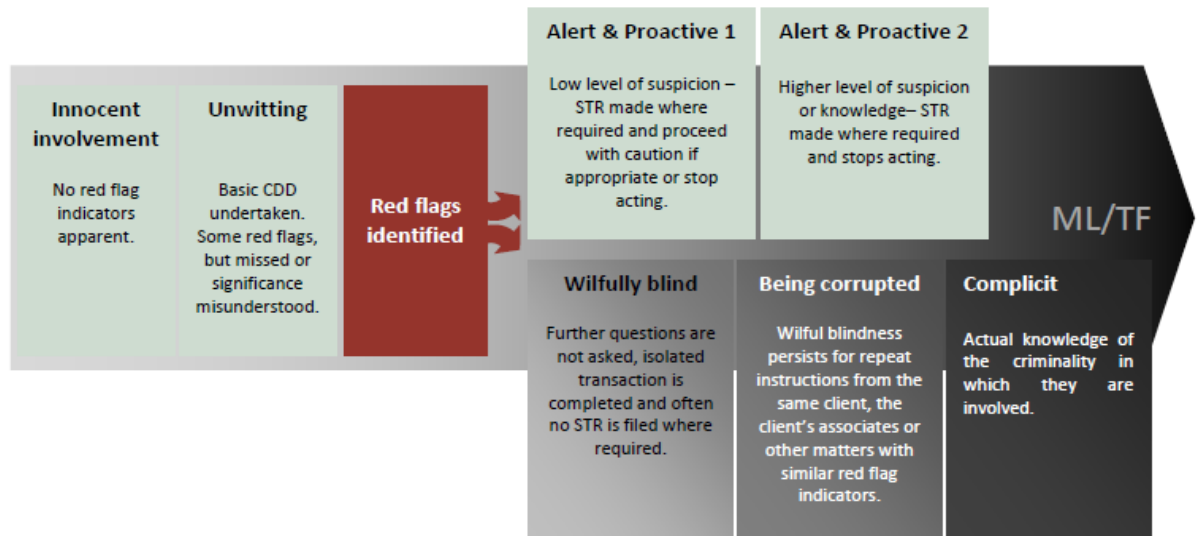 Innocent
involvement
No red flag
indicators
apparent.
Unwitting
Basic CDD
undertaken.
Some red flags,
but missed or
significance
misunderstood.
Red flags
identified
Alert & Proactive 1
Low level of suspicion –
STR made where
required and proceed
with caution if
appropriate or stop
acting.
Alert & Proactive 2
Higher level of suspicion
or knowledge– STR
made where required
and stops acting.
Wilfully blind
Further questions are
not asked, isolated
transaction is
completed and often
no STR is filed where
required.
Being corrupted
Wilful blindness
persists for repeat
instructions from the
same client, the
client's associates or
other matters with
similar red flag
indicators.
Complicit
Actual knowledge of
the criminality in
which they are
involved.
ML/TF